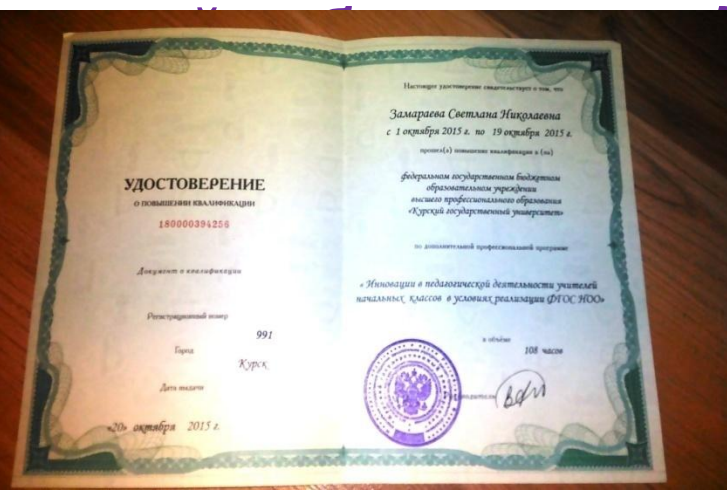 УДОСТОВЕРЕНИЕ
О ПОВЫШЕНИИ КВАЛИФИКАЦИИ
180000394256
Документ о квалификации
Регистрационный номер
991
Город
Курск
Дата выдачи
«20» октября 2015 г.
Настоящее удостоверение свидетельствует о том, что
Замараева Светлана Николаевна
с 1 октября 2015 г. по 19 октября 2015 г.
прошел(а) повышение квалификации в (на)
федеральном государственном бюджетном
образовательном учреждении
высшего профессионального образования
«Курский государственный университет»
по дополнительной профессиональной программе
«Инновации в педагогической деятельности учителей
начальных классов в условиях реализации ФГОС НОО»
в объёме
108 часов
Руководитель